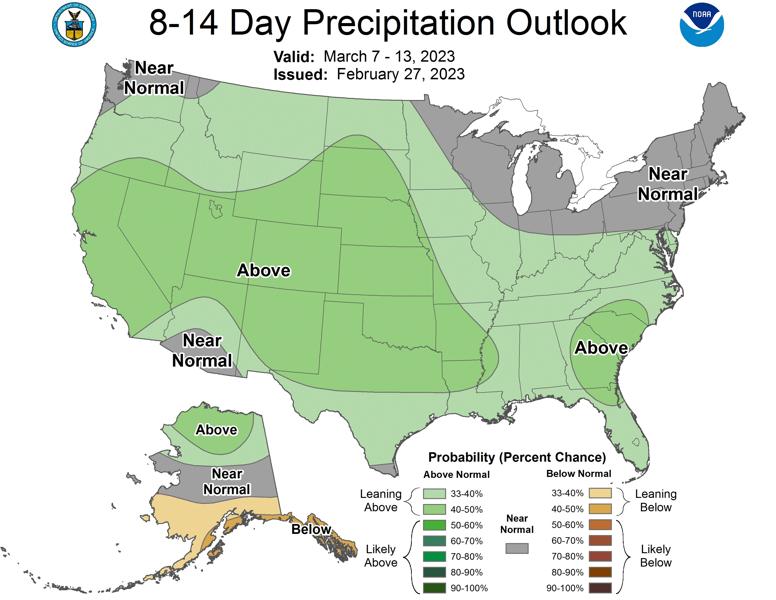 8-14 Day Precipitation Outlook
NOAA
Valid: March 7 - 13, 2023
Issued: February 27, 2023
Near
Normal
Near
Normal
Above
Near
Normal
Above
Above
Near
Normal
Below
Probability (Percent Chance)
Above Normal
Below Normal
Leaning
Above
33-40%
40-50%
50-60%
60-70%
70-80%
80-90%
90-100%
Likely
Above
Near
Normal
33-40%
40-50%
50-60%
60-70%
70-80%
80-90%
90-100%
Leaning
Below
Likely
Below